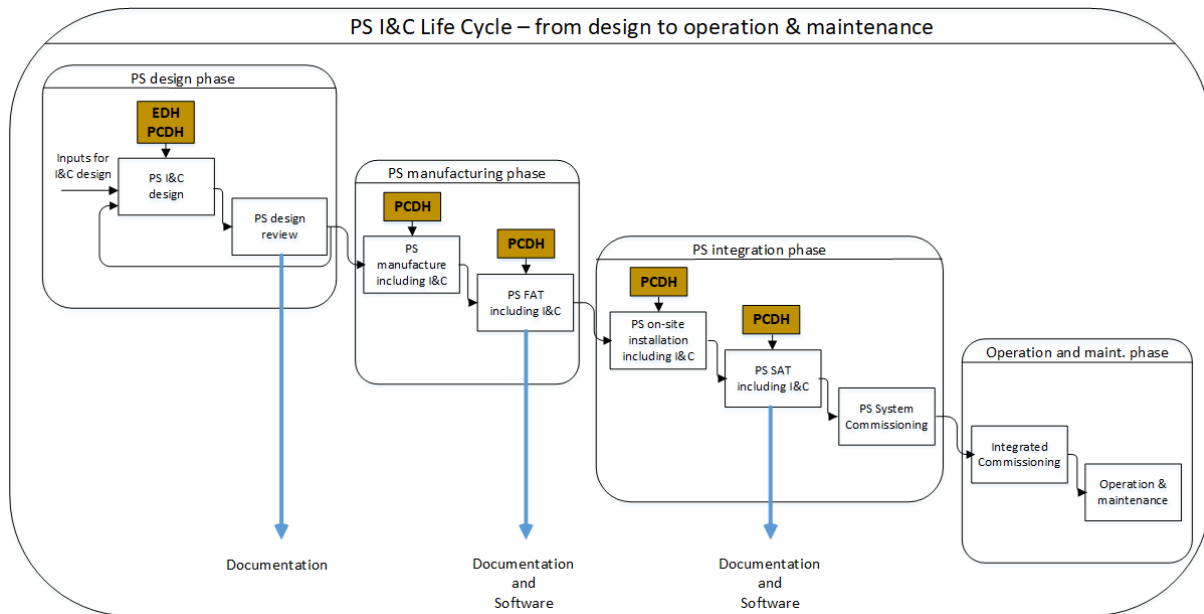 PS I&C Life Cycle – from design to operation & maintenance
PS design phase
EDH
PCDH
Inputs for
I&C design
PS I&C
design
PS design
review
PS manufacturing phase
PCDH
PS
manufacture
including I&C
PCDH
PS FAT
including I&C
PS integration phase
PCDH
PS on-site
installation
including I&C
PCDH
PS SAT
including I&C
PS System
Commissioning
Operation and maint. phase
Integrated
Commissioning
Operation &
maintenance
Documentation
Documentation
and
Software
Documentation
and
Software